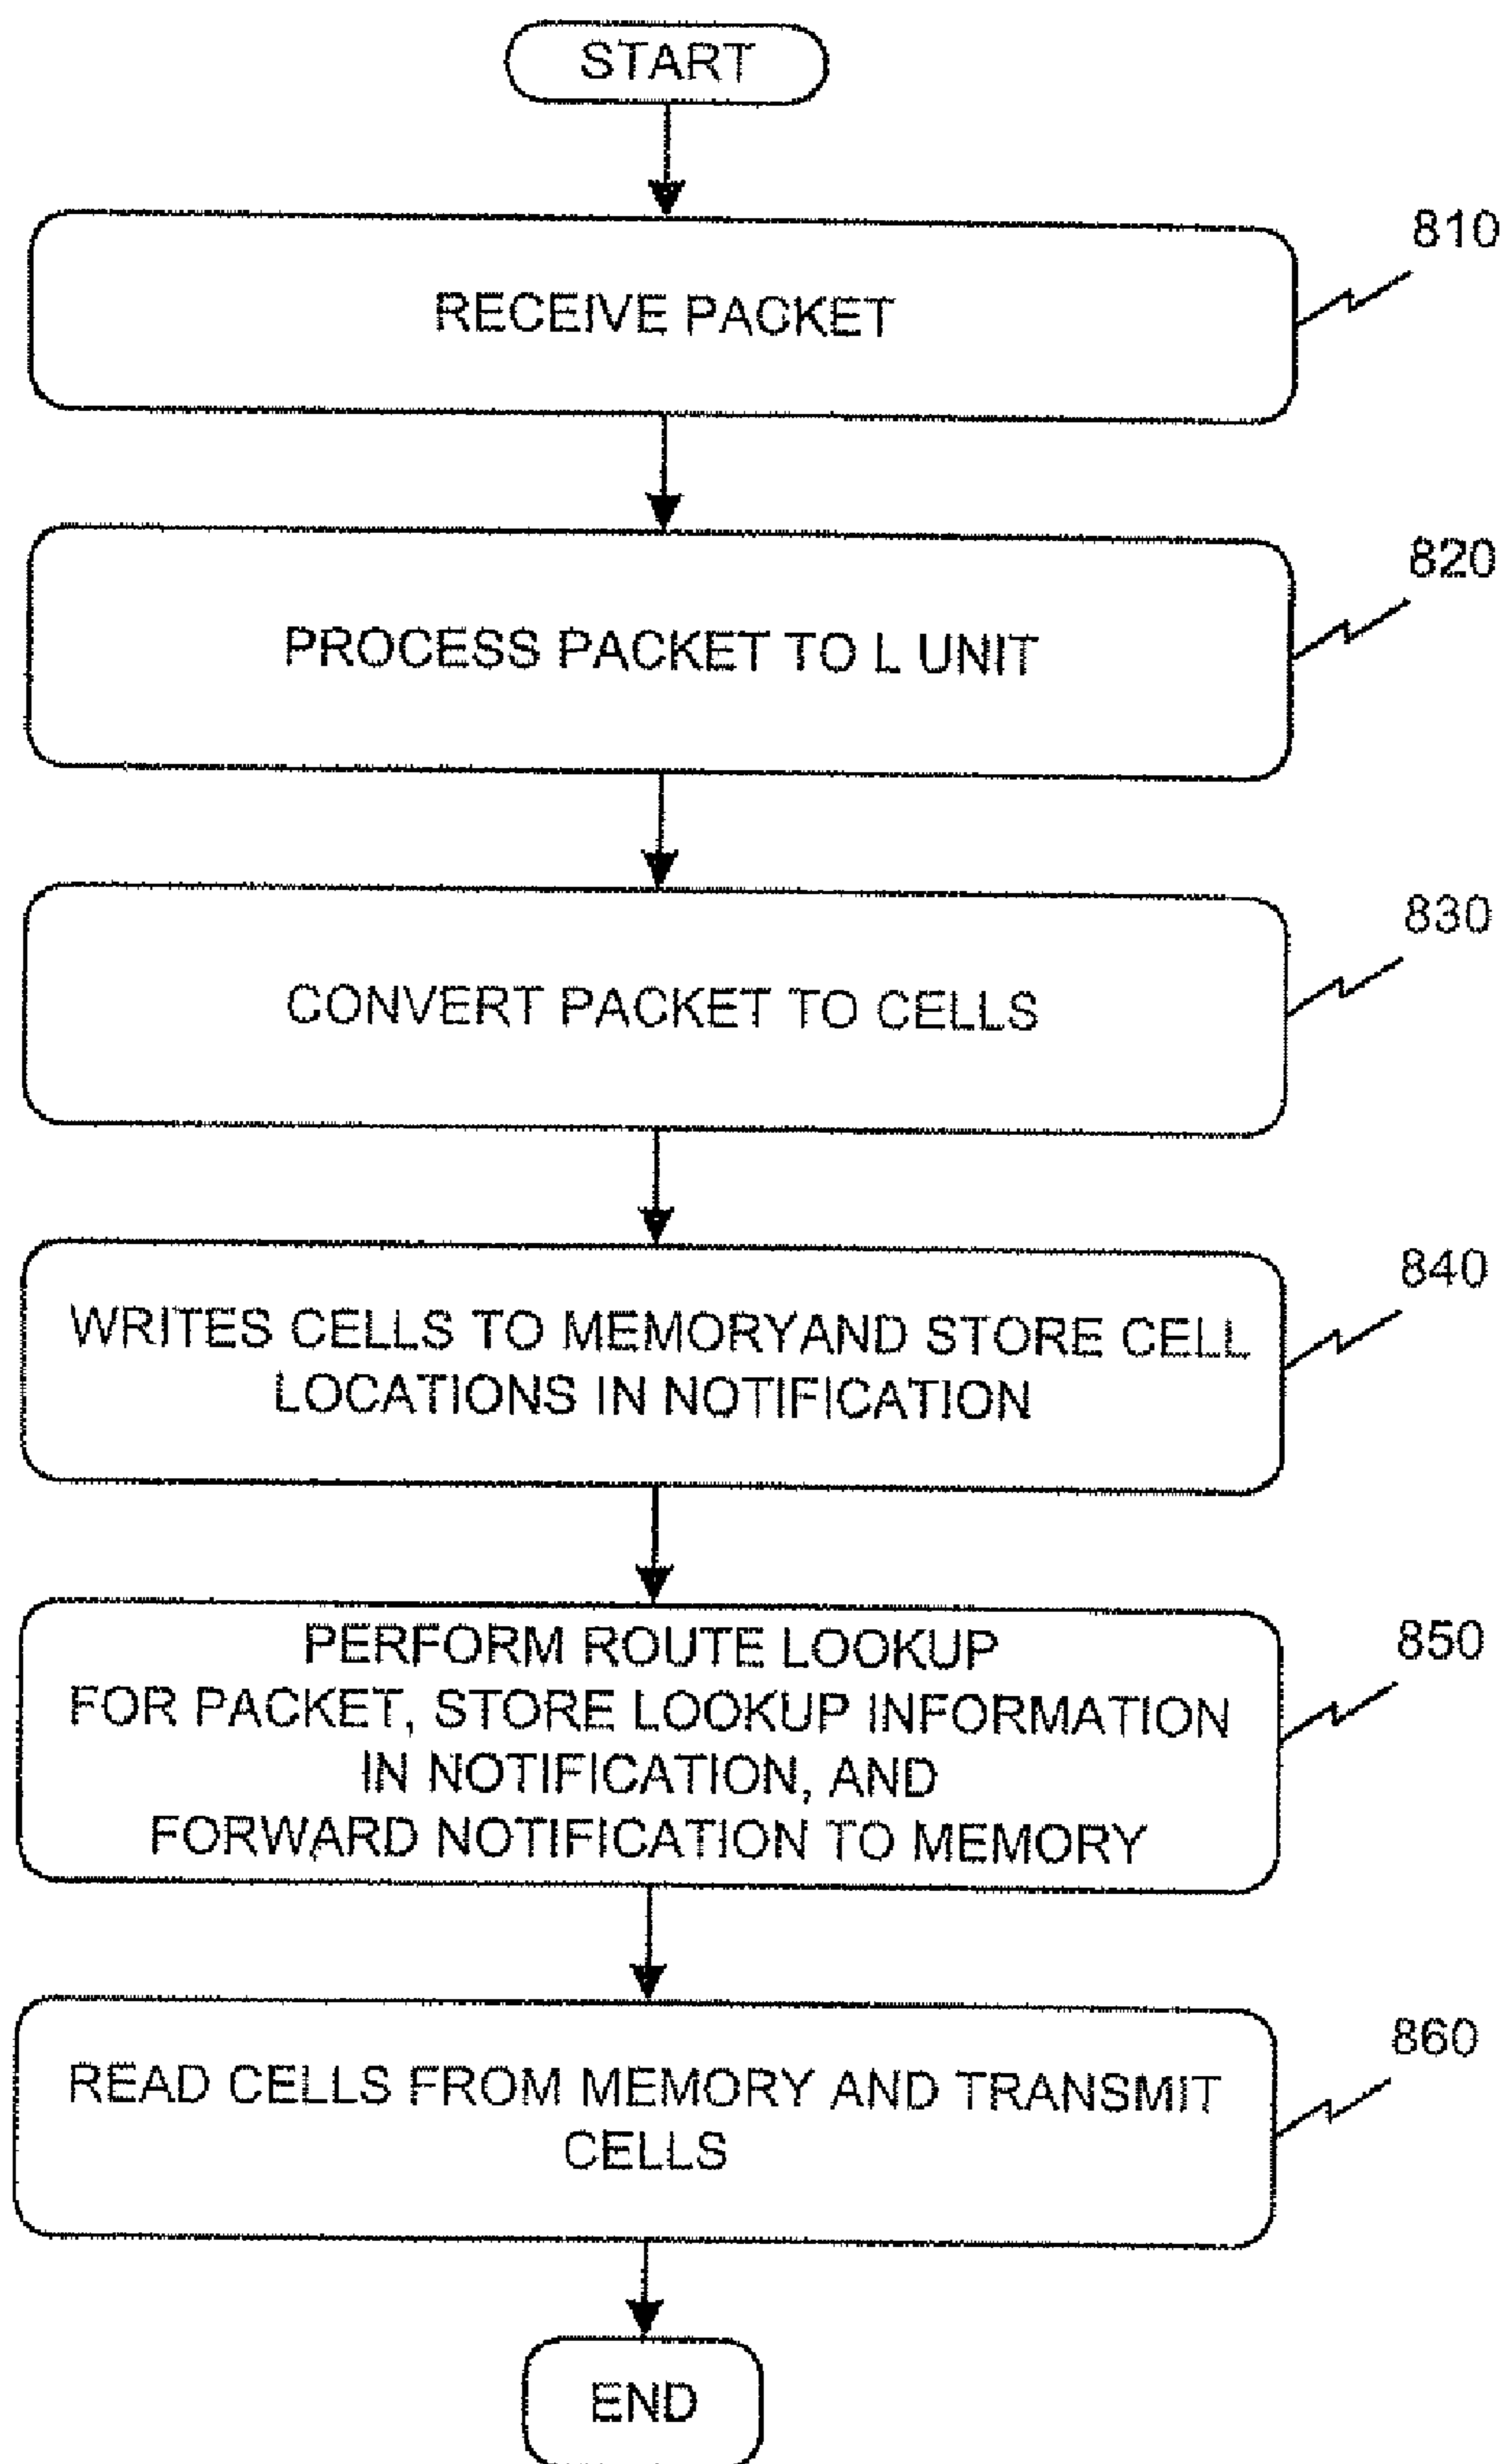 START
810
RECEIVE PACKET
820
PROCESS PACKET TO L UNIT
830
CONVERT PACKET TO CELLS
840
WRITES CELLS TO MEMORYAND STORE CELL
LOCATIONS IN NOTIFICATION
850
PERFORM ROUTE LOOKUP
FOR PACKET, STORE LOOKUP INFORMATION
IN NOTIFICATION, AND
FORWARD NOTIFICATION TO MEMORY
860
READ CELLS FROM MEMORY AND TRANSMIT
CELLS
END